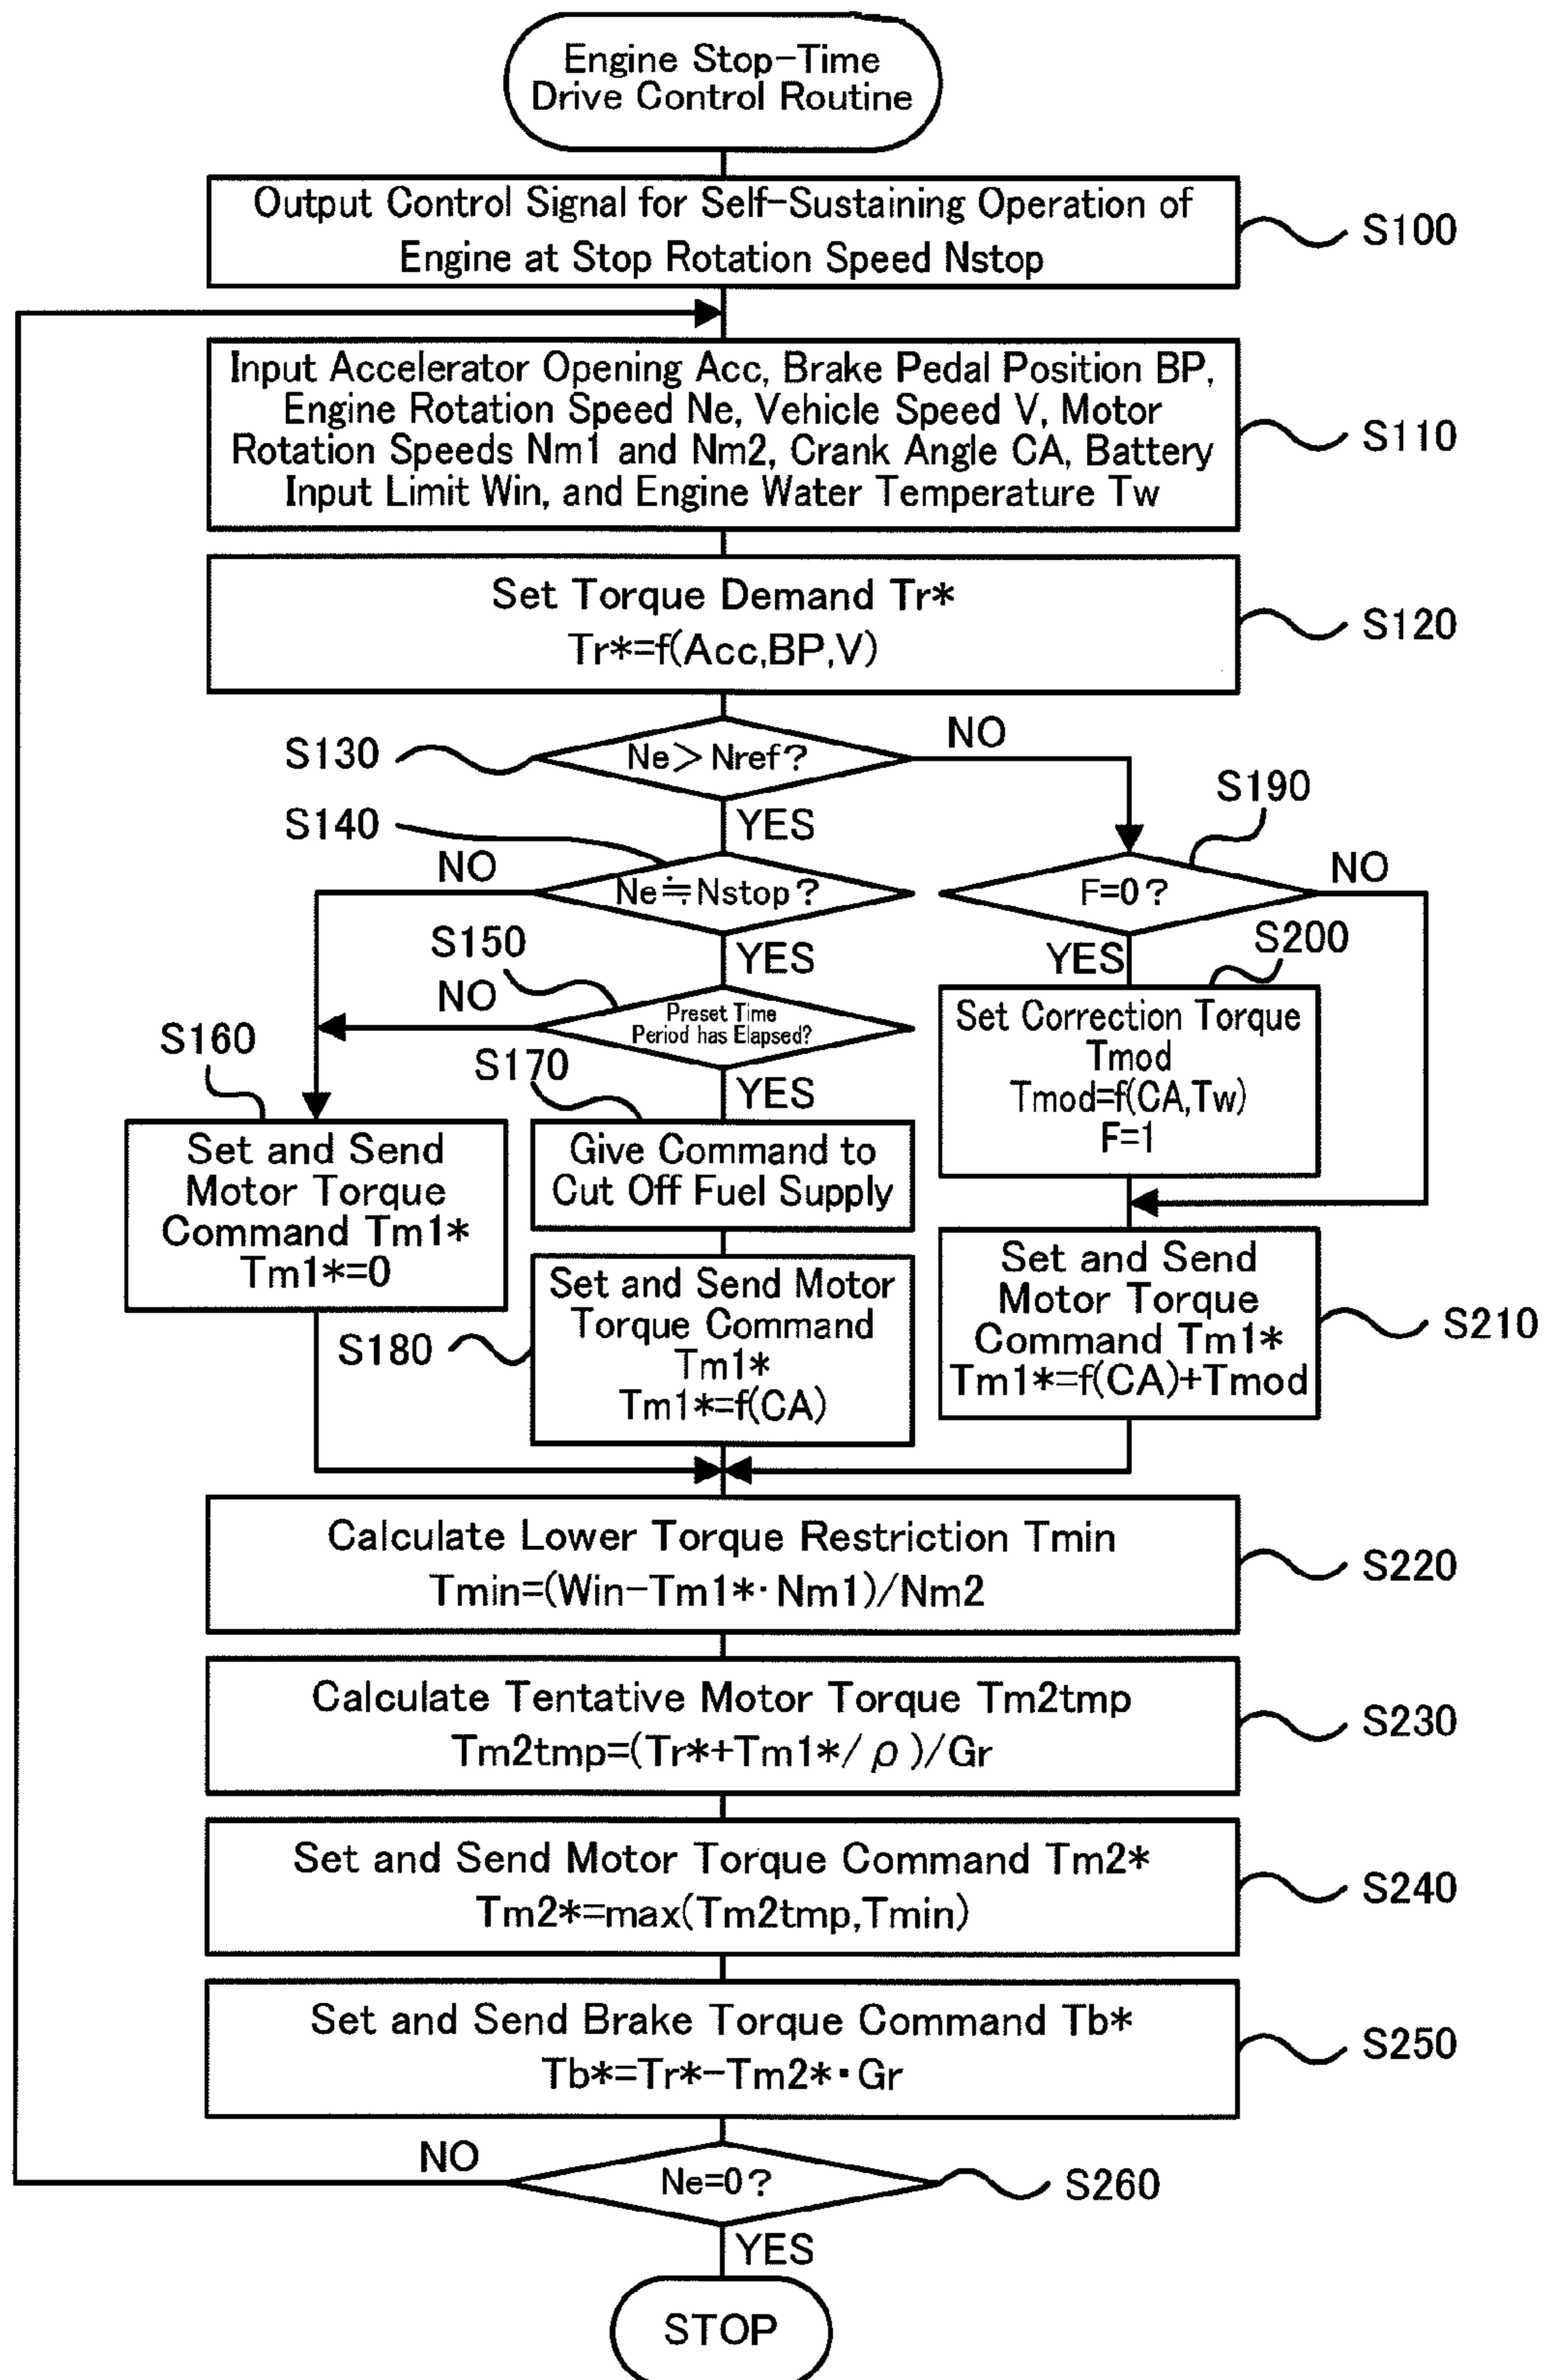 Engine Stop-Time
Drive Control Routine
Output Control Signal for Self-Sustaining Operation of
Engine at Stop Rotation Speed Nstop
S100
Input Accelerator Opening Acc, Brake Pedal Position BP,
Engine Rotation Speed Ne, Vehicle Speed V, Motor
Rotation Speeds Nm1 and Nm2, Crank Angle CA, Battery
Input Limit Win, and Engine Water Temperature Tw
S110
Set Torque Demand Tr*
Tr*=f(Acc,BP,V)
S120
S130
Ne＞Nref?
NO
YES
S140
NO
Ne≒Nstop?
YES
S190
F=0?
NO
YES
S150
NO
Preset Time
Period has Elapsed?
YES
S200
Set Correction Torque
Tmod
Tmod=f(CA,Tw)
F=1
S160
Set and Send
Motor Torque
Command Tm1*
Tm1*=0
S170
Give Command to
Cut Off Fuel Supply
S180
Set and Send Motor
Torque Command
Tm1*
Tm1*=f(CA)
Set and Send
Motor Torque
Command Tm1*
Tm1*=f(CA)+Tmod
S210
Calculate Lower Torque Restriction Tmin
Tmin=(Win-Tm1*·Nm1)/Nm2
S220
Calculate Tentative Motor Torque Tm2tmp
Tm2tmp=(Tr*+Tm1*/ρ)/Gr
S230
Set and Send Motor Torque Command Tm2*
Tm2*=max(Tm2tmp,Tmin)
S240
Set and Send Brake Torque Command Tb*
Tb*=Tr*-Tm2*·Gr
S250
NO
Ne=0?
S260
YES
STOP